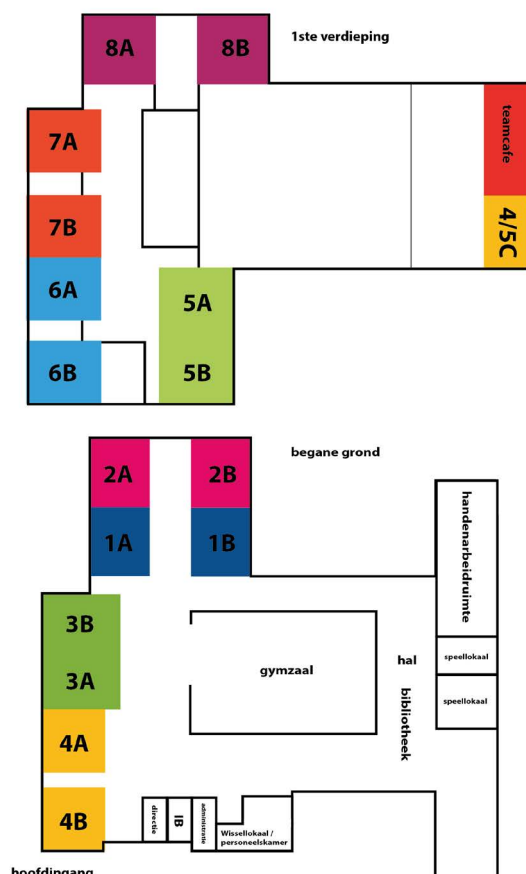 8A
8B
1ste verdieping
7A
teamcafe
7B
4/5C
6A
5A
6B
5B
begane grond
2A
2B
1A
1B
handenarbeidruimte
3B
gymzaal
hal
speellokaal
3A
speellokaal
bibliotheek
4A
4B
directie
IB
administratie
Wissellokaal /
personeelskamer
hoofdingang